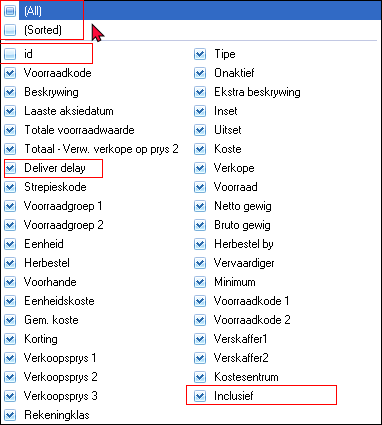 (All)
(Sorted)
id
Voorraadkode
Beskrywing
Laaste aksiedatum
Totale voorraadwaarde
Totaal - Verw. verkope op prys 2
Deliver delay
Strepieskode
Voorraadgroep 1
Voorraadgroep 2
Eenheid
Herbestel
Voorhande
Eenheidskoste
Gem. koste
Korting
Verkoopsprys 1
Verkoopsprys 2
Verkoopsprys 3
Rekeningklas
Tipe
Onaktief
Ekstra beskrywing
Inset
Uitset
Koste
Verkope
Voorraad
Netto gewig
Bruto gewig
Herbestel by
Vervaardiger
Minimum
Voorraadkode 1
Voorraadkode 2
Verskaffer1
Verskaffer2
Kostesentrum
Inclusief